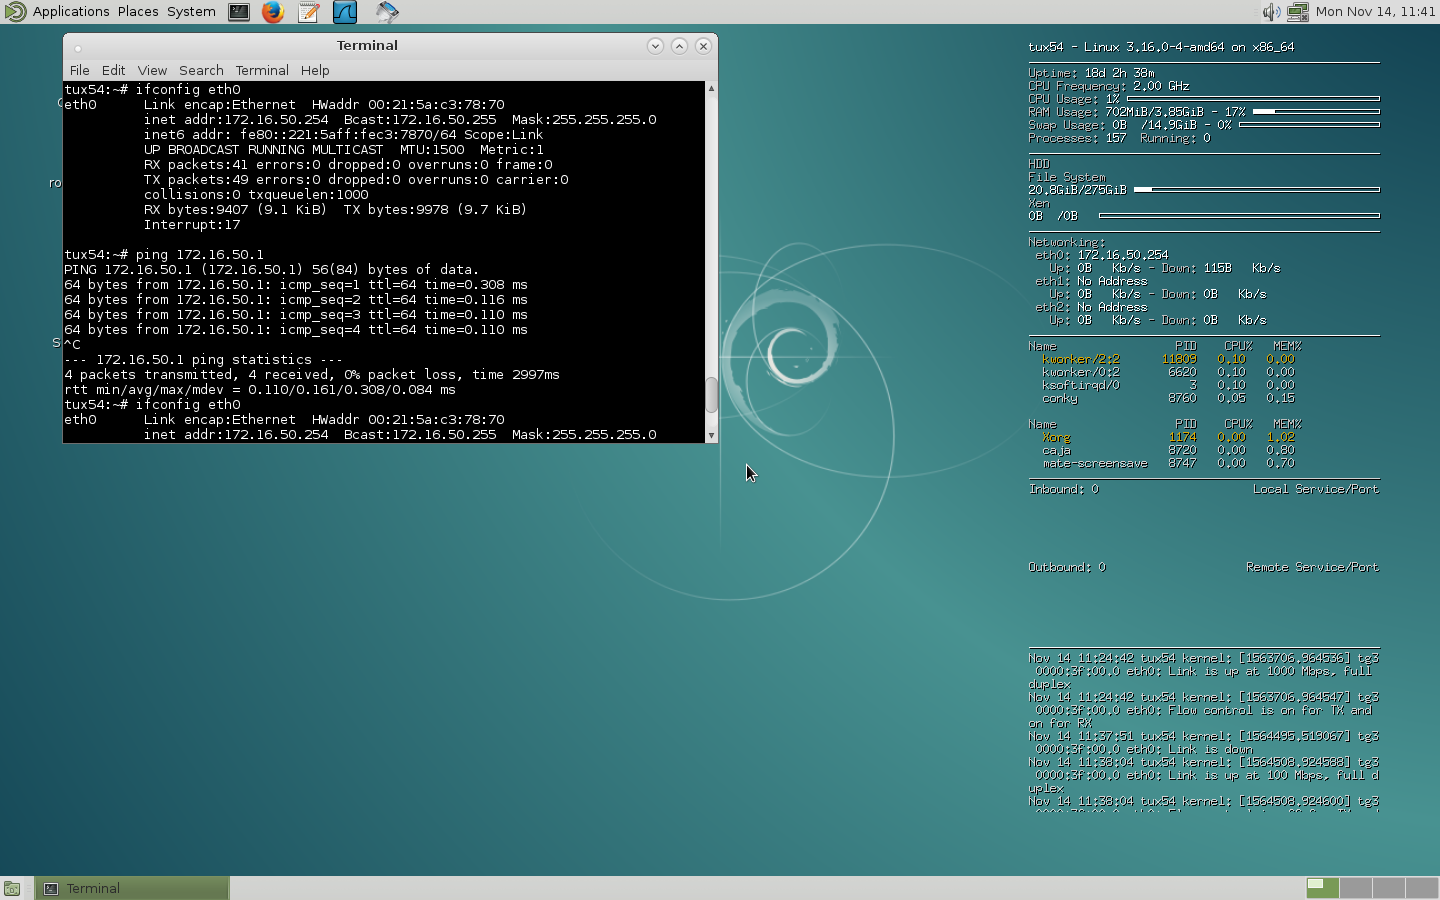 Applications Places System
Mon Nov 14, 11:41
Terminal
File Edit View Search Terminal Help
tux54:~# ifconfig eth0
eth0 Link encap:Ethernet HWaddr 00:21:5a:c3:78:70
inet addr:172.16.50.254 Bcast:172.16.50.255 Mask:255.255.255.0
inet6 addr: fe80::221:5aff:fec3:7870/64 Scope:Link
UP BROADCAST RUNNING MULTICAST MTU:1500 Metric:1
RX packets:41 errors:0 dropped:0 overruns:0 frame:0
TX packets:49 errors:0 dropped:0 overruns:0 carrier:0
collisions:0 txqueuelen:1000
RX bytes:9407 (9.1 KiB) TX bytes:9978 (9.7 KiB)
Interrupt:17
tux54:~# ping 172.16.50.1
PING 172.16.50.1 (172.16.50.1) 56(84) bytes of data.
64 bytes from 172.16.50.1: icmp_seq=1 ttl=64 time=0.308 ms
64 bytes from 172.16.50.1: icmp_seq=2 ttl=64 time=0.116 ms
64 bytes from 172.16.50.1: icmp_seq=3 ttl=64 time=0.110 ms
64 bytes from 172.16.50.1: icmp_seq=4 ttl=64 time=0.110 ms
^C
--- 172.16.50.1 ping statistics ---
4 packets transmitted, 4 received, 0% packet loss, time 2997ms
rtt min/avg/max/mdev = 0.110/0.161/0.308/0.084 ms
tux54:~# ifconfig eth0
eth0 Link encap:Ethernet HWaddr 00:21:5a:c3:78:70
inet addr:172.16.50.254 Bcast:172.16.50.255 Mask:255.255.255.0
ro
S
tux54 - Linux 3.16.0-4-amd64 on x86_64
Uptime: 18d 2h 38m
CPU Frequency: 2.00 GHz
CPU Usage: 1%
RAM Usage: 702MiB/3.85GiB - 17%
Swap Usage: 0B /14.9GiB - 0%
Processes: 157 Running: 0
HDD
File System
20.8GiB/275GiB
Xen
0B /0B
Networking:
eth0: 172.16.50.254
Up: 0B Kb/s - Down: 115B Kb/s
eth1: No Address
Up: 0B Kb/s - Down: 0B Kb/s
eth2: No Address
Up: 0B Kb/s - Down: 0B Kb/s
Name PID CPU% MEM%
kworker/2:2 11809 0.10 0.00
kworker/0:2 6620 0.10 0.00
ksoftirqd/0 3 0.10 0.00
conky 8760 0.05 0.15
Name PID CPU% MEM%
Xorg 1174 0.00 1.02
caja 8720 0.00 0.80
mate-screensave 8747 0.00 0.70
Inbound: 0 Local Service/Port
Outbound: 0 Remote Service/Port
Nov 14 11:24:42 tux54 kernel: [1563706.964536] tg3
0000:3f:00.0 eth0: Link is up at 1000 Mbps, full
duplex
Nov 14 11:24:42 tux54 kernel: [1563706.964547] tg3
0000:3f:00.0 eth0: Flow control is on for TX and
on for RX
Nov 14 11:37:51 tux54 kernel: [1564495.519067] tg3
0000:3f:00.0 eth0: Link is down
Nov 14 11:38:04 tux54 kernel: [1564508.924588] tg3
0000:3f:00.0 eth0: Link is up at 100 Mbps, full d
uplex
Nov 14 11:38:04 tux54 kernel: [1564508.924600] tg3
Terminal